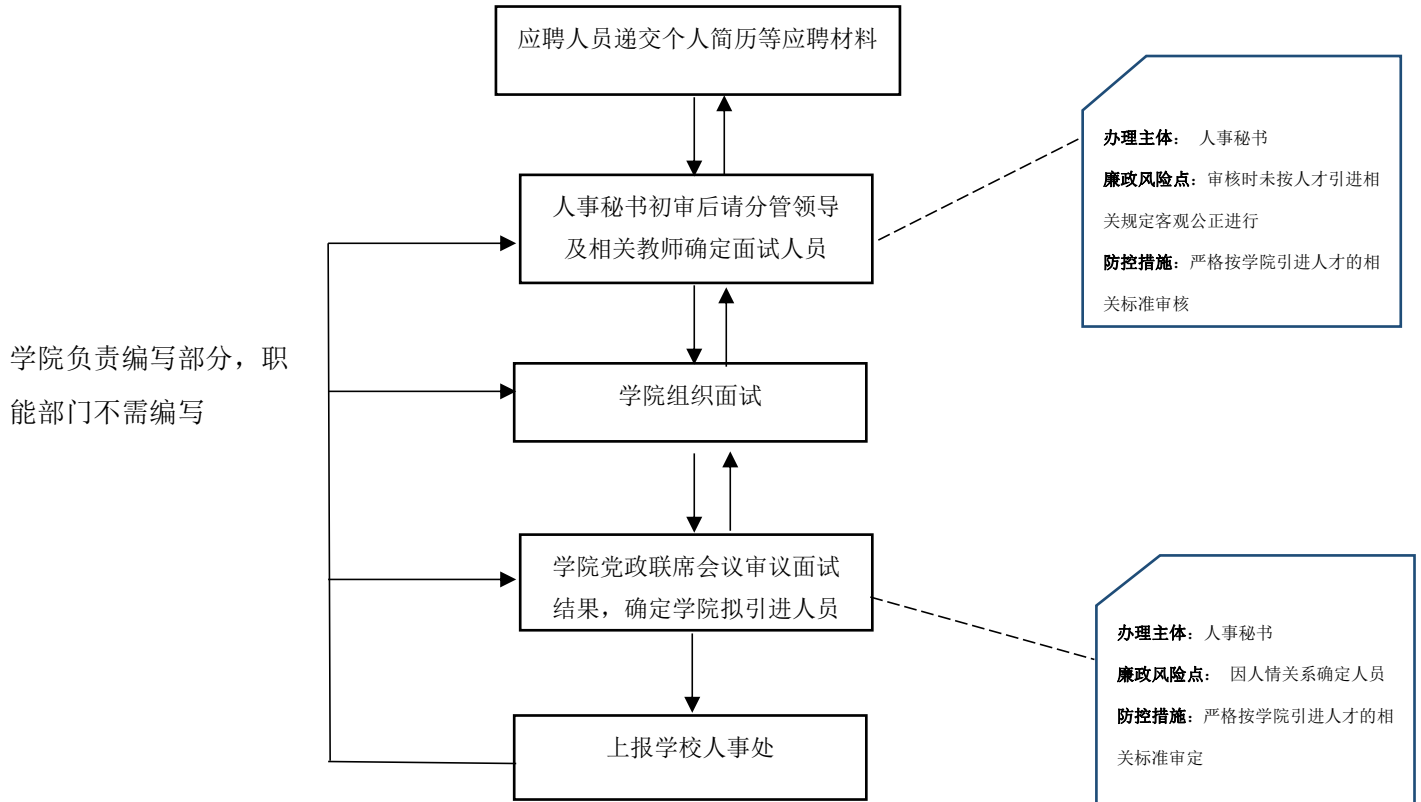 应聘人员递交个人简历等应聘材料
人事秘书初审后请分管领导
及相关教师确定面试人员
办理主体： 人事秘书
廉政风险点：审核时未按人才引进相
关规定客观公正进行
防控措施：严格按学院引进人才的相
关标准审核
学院负责编写部分，职
能部门不需编写
学院组织面试
学院党政联席会议审议面试
结果，确定学院拟引进人员
办理主体：人事秘书
廉政风险点： 因人情关系确定人员
防控措施：严格按学院引进人才的相
关标准审定
上报学校人事处